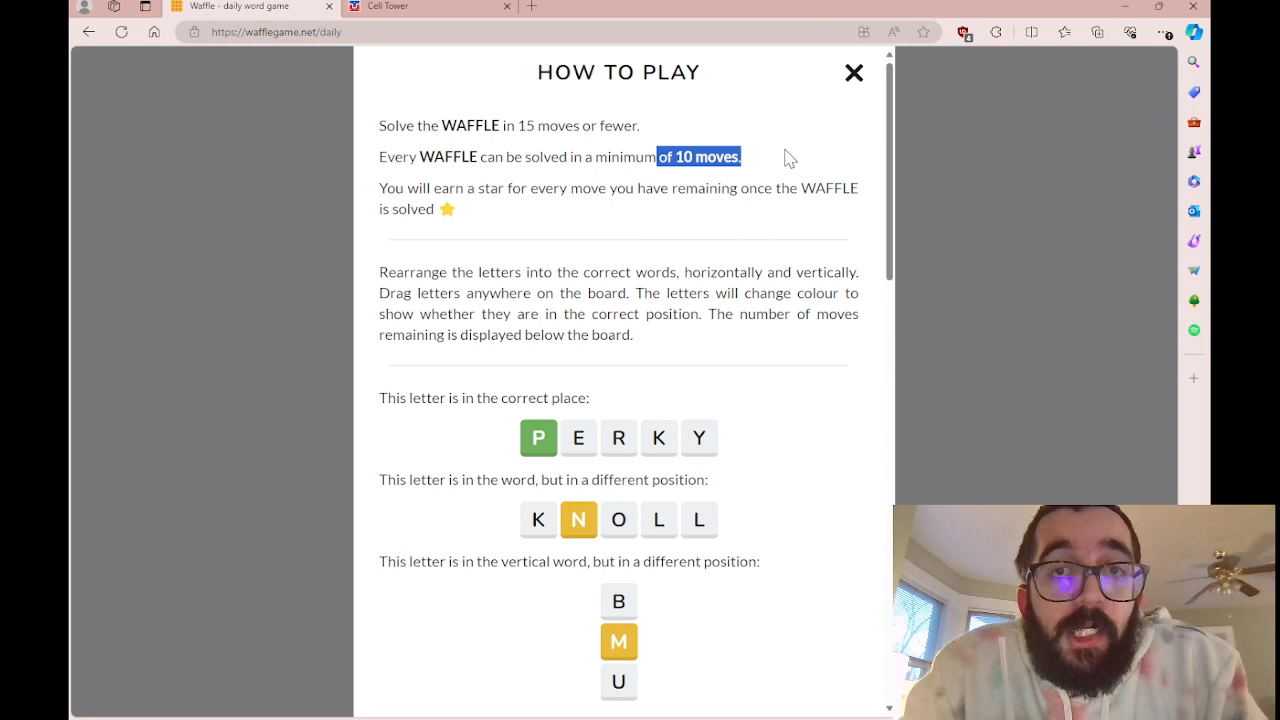 Waffle - daily word game
Cell Tower
https://wafflegame.net/daily
4
HOW TO PLAY
Solve the WAFFLE in 15 moves or fewer.
Every WAFFLE can be solved in a minimum of 10 moves.
You will earn a star for every move you have remaining once the WAFFLE
is solved
Rearrange the letters into the correct words, horizontally and vertically.
Drag letters anywhere on the board. The letters will change colour to
show whether they are in the correct position. The number of moves
remaining is displayed below the board.
This letter is in the correct place:
P E R K Y
This letter is in the word, but in a different position:
K N O L L
This letter is in the vertical word, but in a different position:
B
M
U